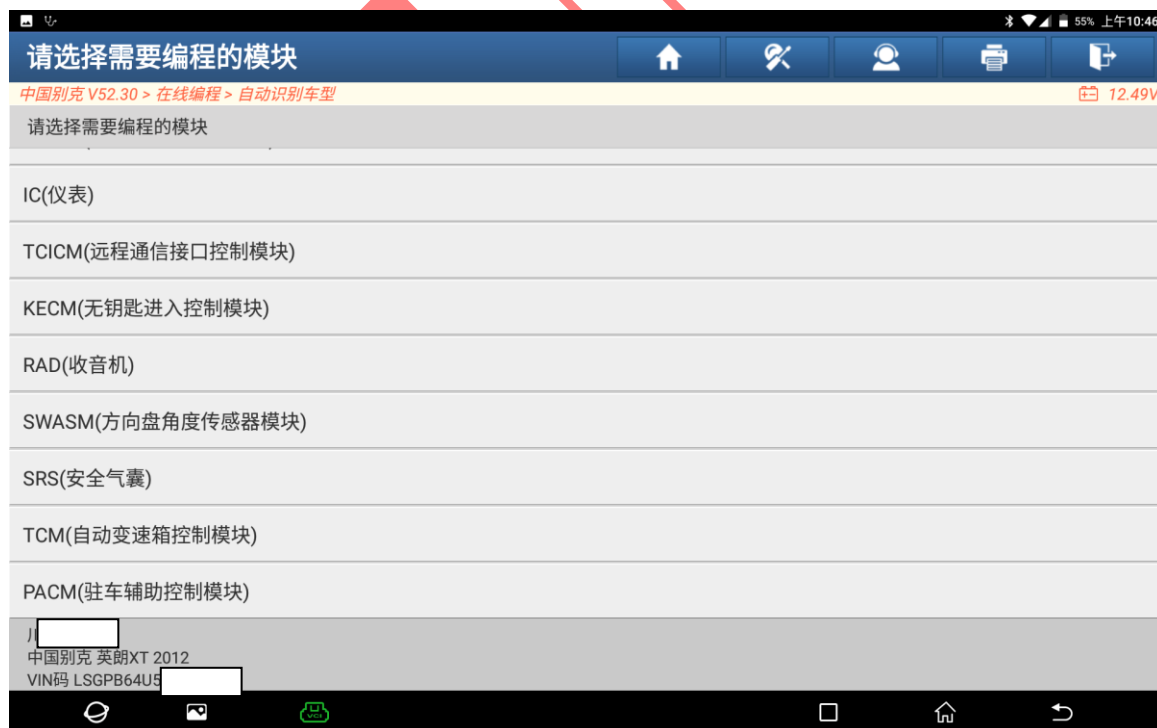 55% 上午10:46
请选择需要编程的模块
中国别克 V52.30 > 在线编程 > 自动识别车型
12.49V
请选择需要编程的模块
IC(仪表)
TCICM(远程通信接口控制模块)
KECM(无钥匙进入控制模块)
RAD(收音机)
SWASM(方向盘角度传感器模块)
SRS(安全气囊)
TCM(自动变速箱控制模块)
PACM(驻车辅助控制模块)
川
中国别克 英朗XT 2012
VIN码 LSGPB64U5
VCI